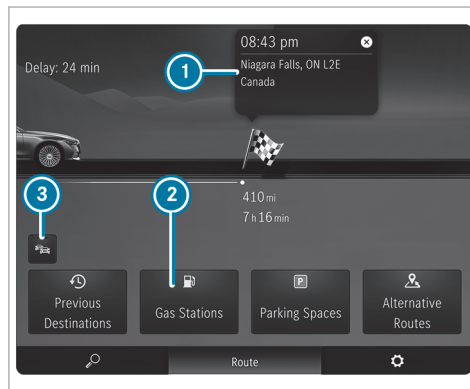 08:43 pm
Delay: 24 min
Niagara Falls, ON L2E
Canada
1
3
2
410 mi
7 h 16 min
P
Previous
Destinations
Gas Stations
Parking Spaces
Alternative
Routes
Route